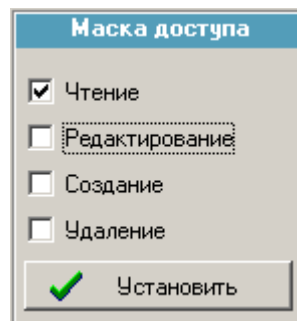 Маска доступа
Чтение
Редактирование
Создание
Удаление
Установить